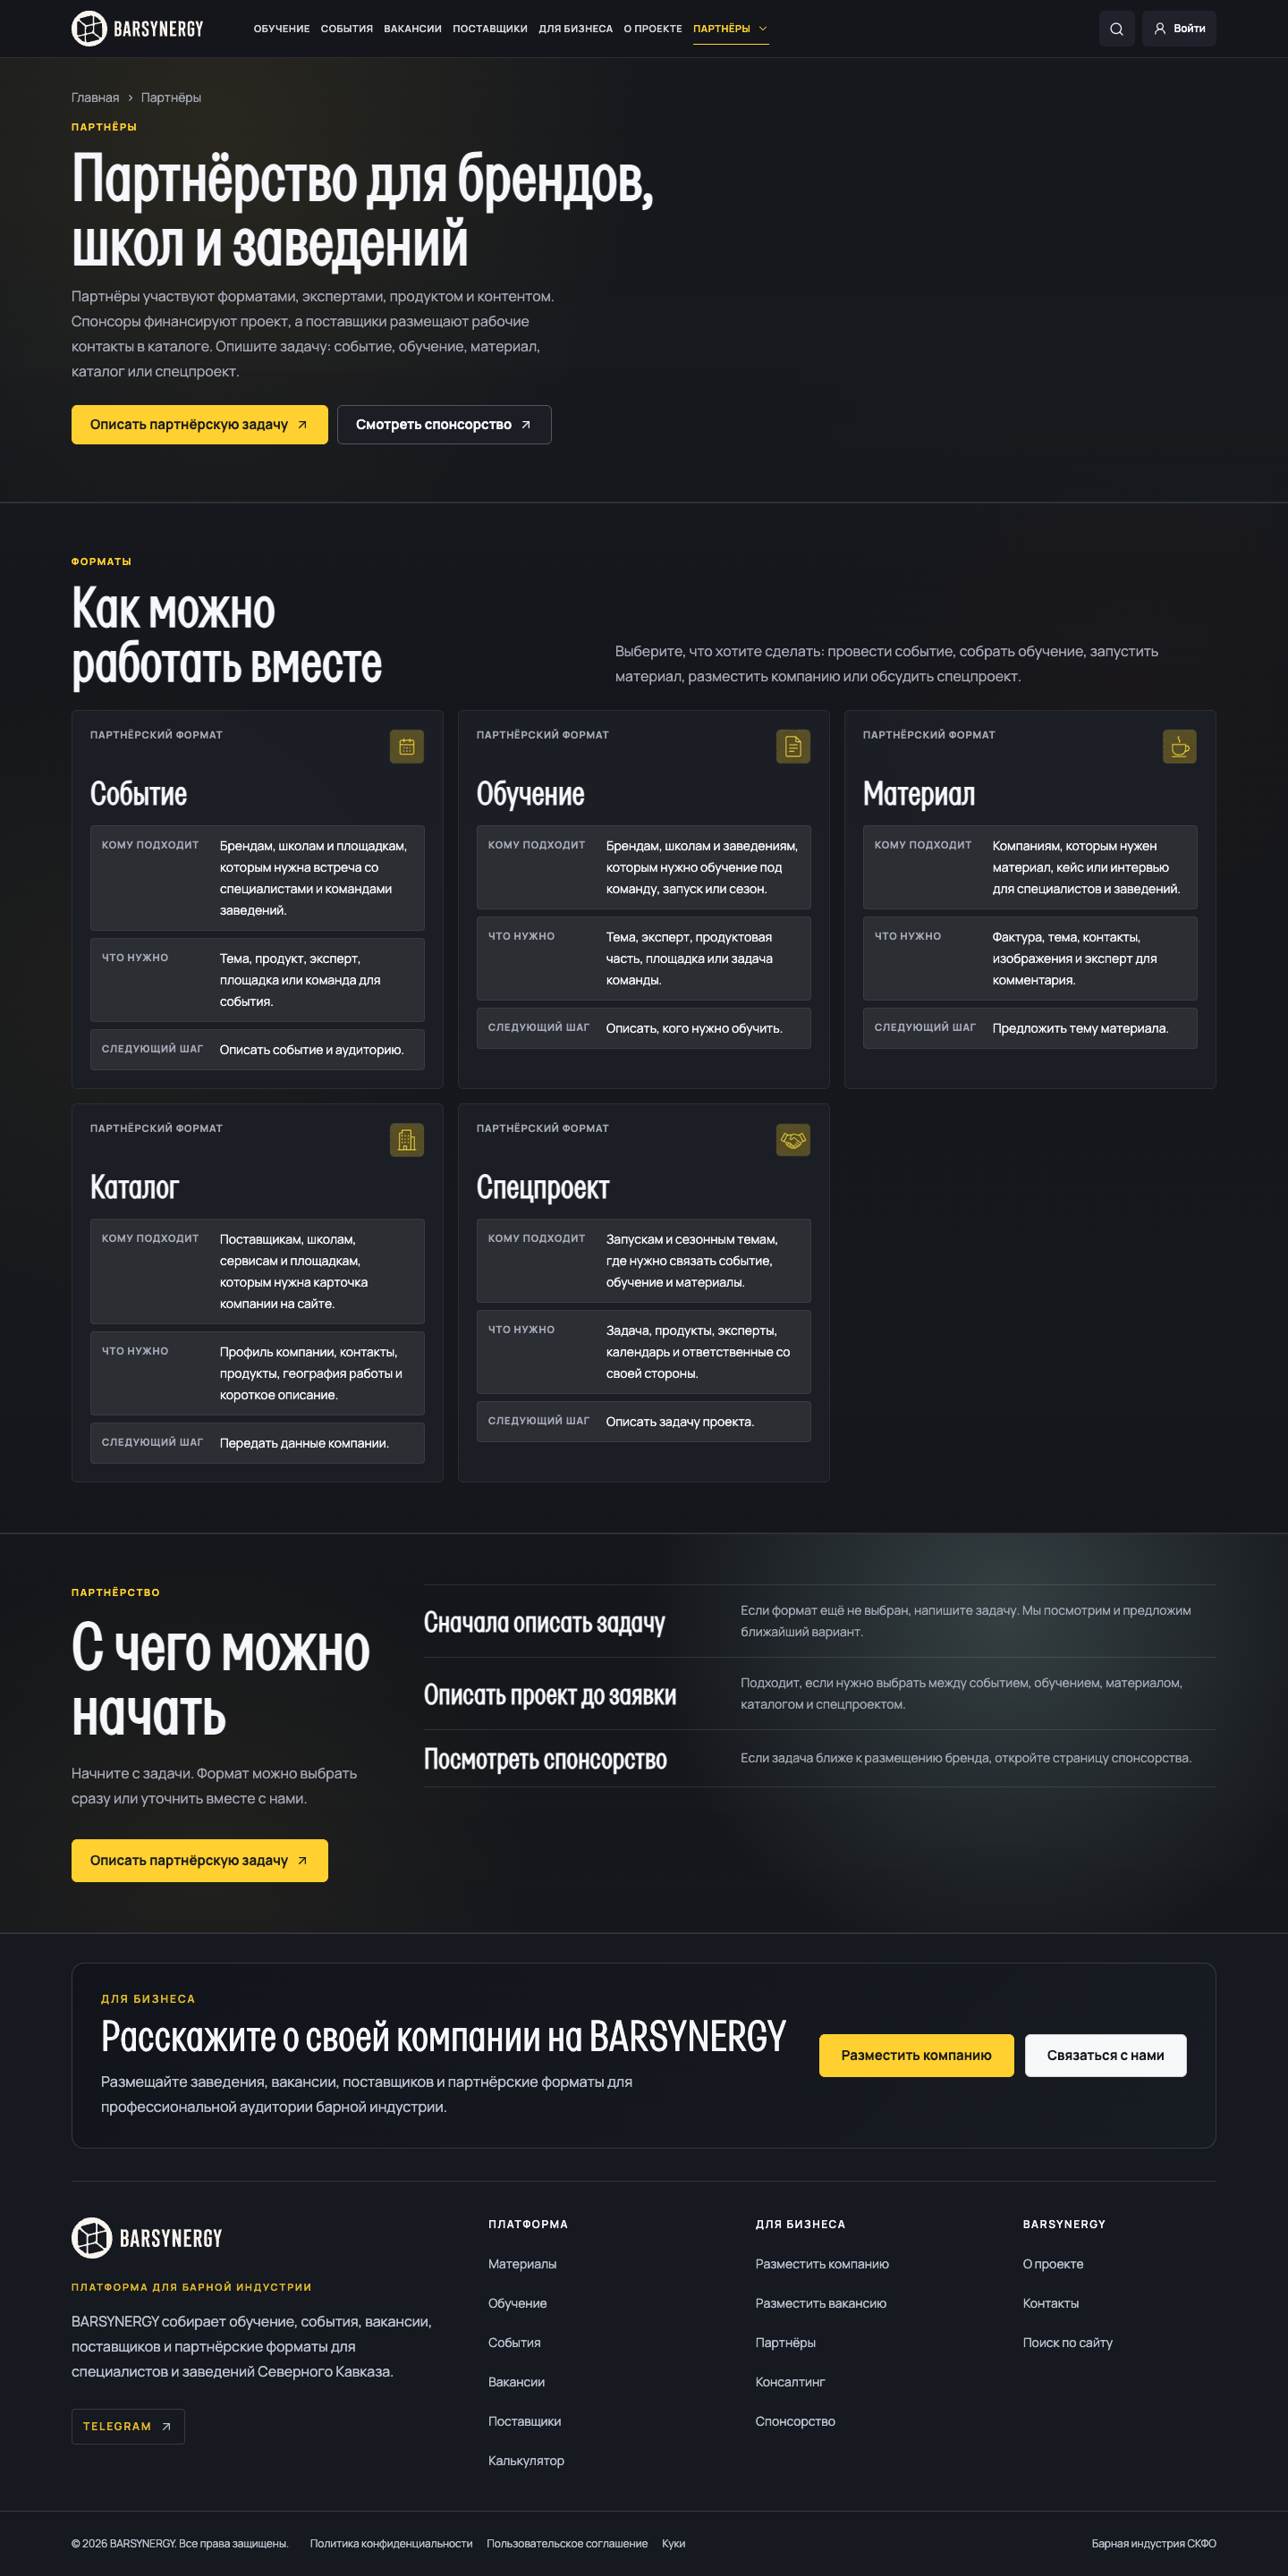 BARSYNERGY
ОБУЧЕНИЕ СОБЫТИЯ ВАКАНСИИ ПОСТАВЩИКИ ДЛЯ БИЗНЕСА О ПРОЕКТЕ ПАРТНЁРЫ
Войти
Главная > Партнёры
ПАРТНЁРЫ
Партнёрство для брендов,
школ и заведений
Партнёры участвуют форматами, экспертами, продуктом и контентом.
Спонсоры финансируют проект, а поставщики размещают рабочие
контакты в каталоге. Опишите задачу: событие, обучение, материал,
каталог или спецпроект.
Описать партнёрскую задачу
Смотреть спонсорство
ФОРМАТЫ
Как можно
работать вместе
Выберите, что хотите сделать: провести событие, собрать обучение, запустить
материал, разместить компанию или обсудить спецпроект.
ПАРТНЁРСКИЙ ФОРМАТ
Событие
КОМУ ПОДХОДИТ
Брендам, школам и площадкам,
которым нужна встреча со
специалистами и командами
заведений.
ЧТО НУЖНО
Тема, продукт, эксперт,
площадка или команда для
события.
СЛЕДУЮЩИЙ ШАГ
Описать событие и аудиторию.
ПАРТНЁРСКИЙ ФОРМАТ
Обучение
КОМУ ПОДХОДИТ
Брендам, школам и заведениям,
которым нужно обучение под
команду, запуск или сезон.
ЧТО НУЖНО
Тема, эксперт, продуктовая
часть, площадка или задача
команды.
СЛЕДУЮЩИЙ ШАГ
Описать, кого нужно обучить.
ПАРТНЁРСКИЙ ФОРМАТ
Материал
КОМУ ПОДХОДИТ
Компаниям, которым нужен
материал, кейс или интервью
для специалистов и заведений.
ЧТО НУЖНО
Фактура, тема, контакты,
изображения и эксперт для
комментария.
СЛЕДУЮЩИЙ ШАГ
Предложить тему материала.
ПАРТНЁРСКИЙ ФОРМАТ
Каталог
КОМУ ПОДХОДИТ
Поставщикам, школам,
сервисам и площадкам,
которым нужна карточка
компании на сайте.
ЧТО НУЖНО
Профиль компании, контакты,
продукты, география работы и
короткое описание.
СЛЕДУЮЩИЙ ШАГ
Передать данные компании.
ПАРТНЁРСКИЙ ФОРМАТ
Спецпроект
КОМУ ПОДХОДИТ
Запускам и сезонным темам,
где нужно связать событие,
обучение и материалы.
ЧТО НУЖНО
Задача, продукты, эксперты,
календарь и ответственные со
своей стороны.
СЛЕДУЮЩИЙ ШАГ
Описать задачу проекта.
ПАРТНЁРСТВО
С чего можно
начать
Начните с задачи. Формат можно выбрать
сразу или уточнить вместе с нами.
Описать партнёрскую задачу
Сначала описать задачу
Если формат ещё не выбран, напишите задачу. Мы посмотрим и предложим
ближайший вариант.
Описать проект до заявки
Подходит, если нужно выбрать между событием, обучением, материалом,
каталогом и спецпроектом.
Посмотреть спонсорство
Если задача ближе к размещению бренда, откройте страницу спонсорства.
ДЛЯ БИЗНЕСА
Расскажите о своей компании на BARSYNERGY
Размещайте заведения, вакансии, поставщиков и партнёрские форматы для
профессиональной аудитории барной индустрии.
Разместить компанию
Связаться с нами
BARSYNERGY
ПЛАТФОРМА ДЛЯ БАРНОЙ ИНДУСТРИИ
BARSYNERGY собирает обучение, события, вакансии,
поставщиков и партнёрские форматы для
специалистов и заведений Северного Кавказа.
TELEGRAM
ПЛАТФОРМА
Материалы
Обучение
События
Вакансии
Поставщики
Калькулятор
ДЛЯ БИЗНЕСА
Разместить компанию
Разместить вакансию
Партнёры
Консалтинг
Спонсорство
BARSYNERGY
О проекте
Контакты
Поиск по сайту
© 2026 BARSYNERGY. Все права защищены. Политика конфиденциальности Пользовательское соглашение Куки
Барная индустрия СКФО